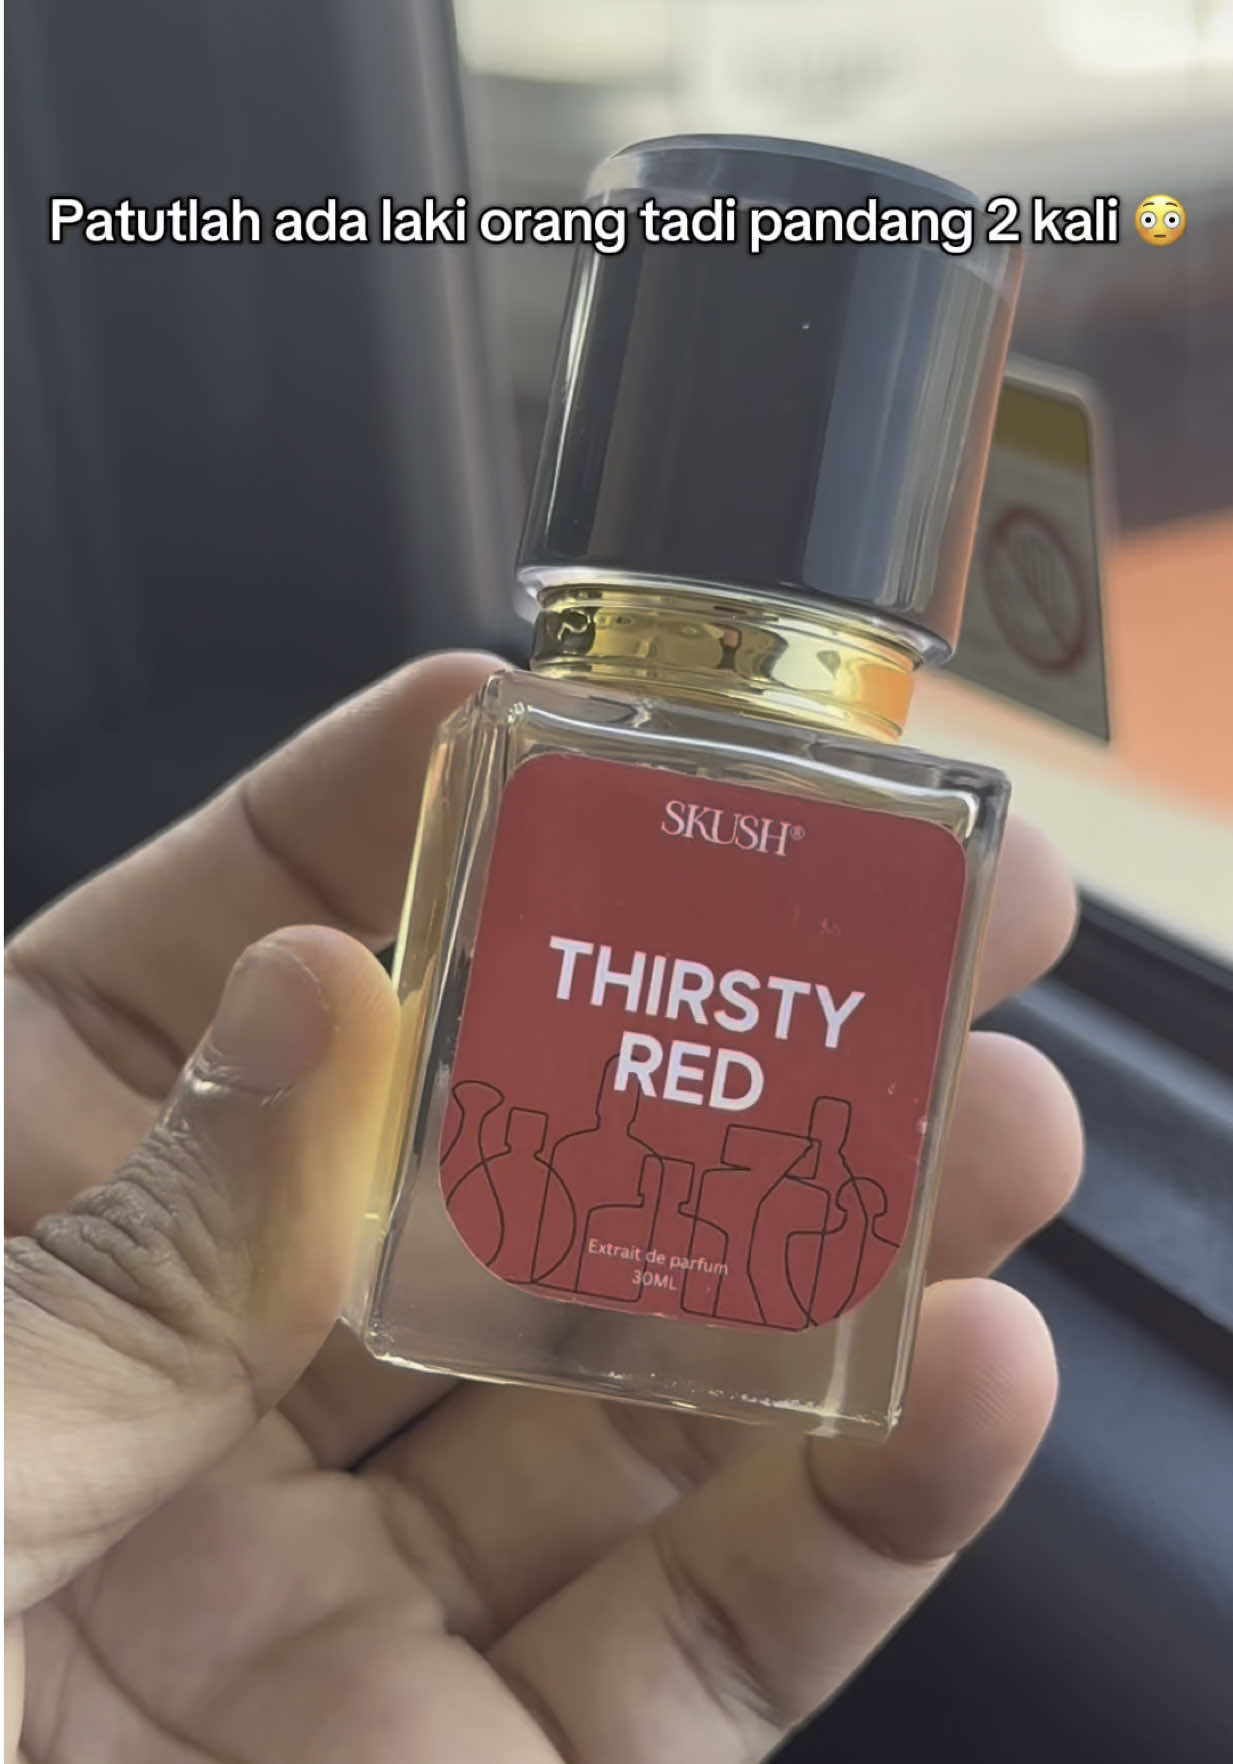 Patutlah ada laki orang tadi pandang 2 kali 😳
SKUSH®
THIRSTY
RED
Extrait de parfum
30ML